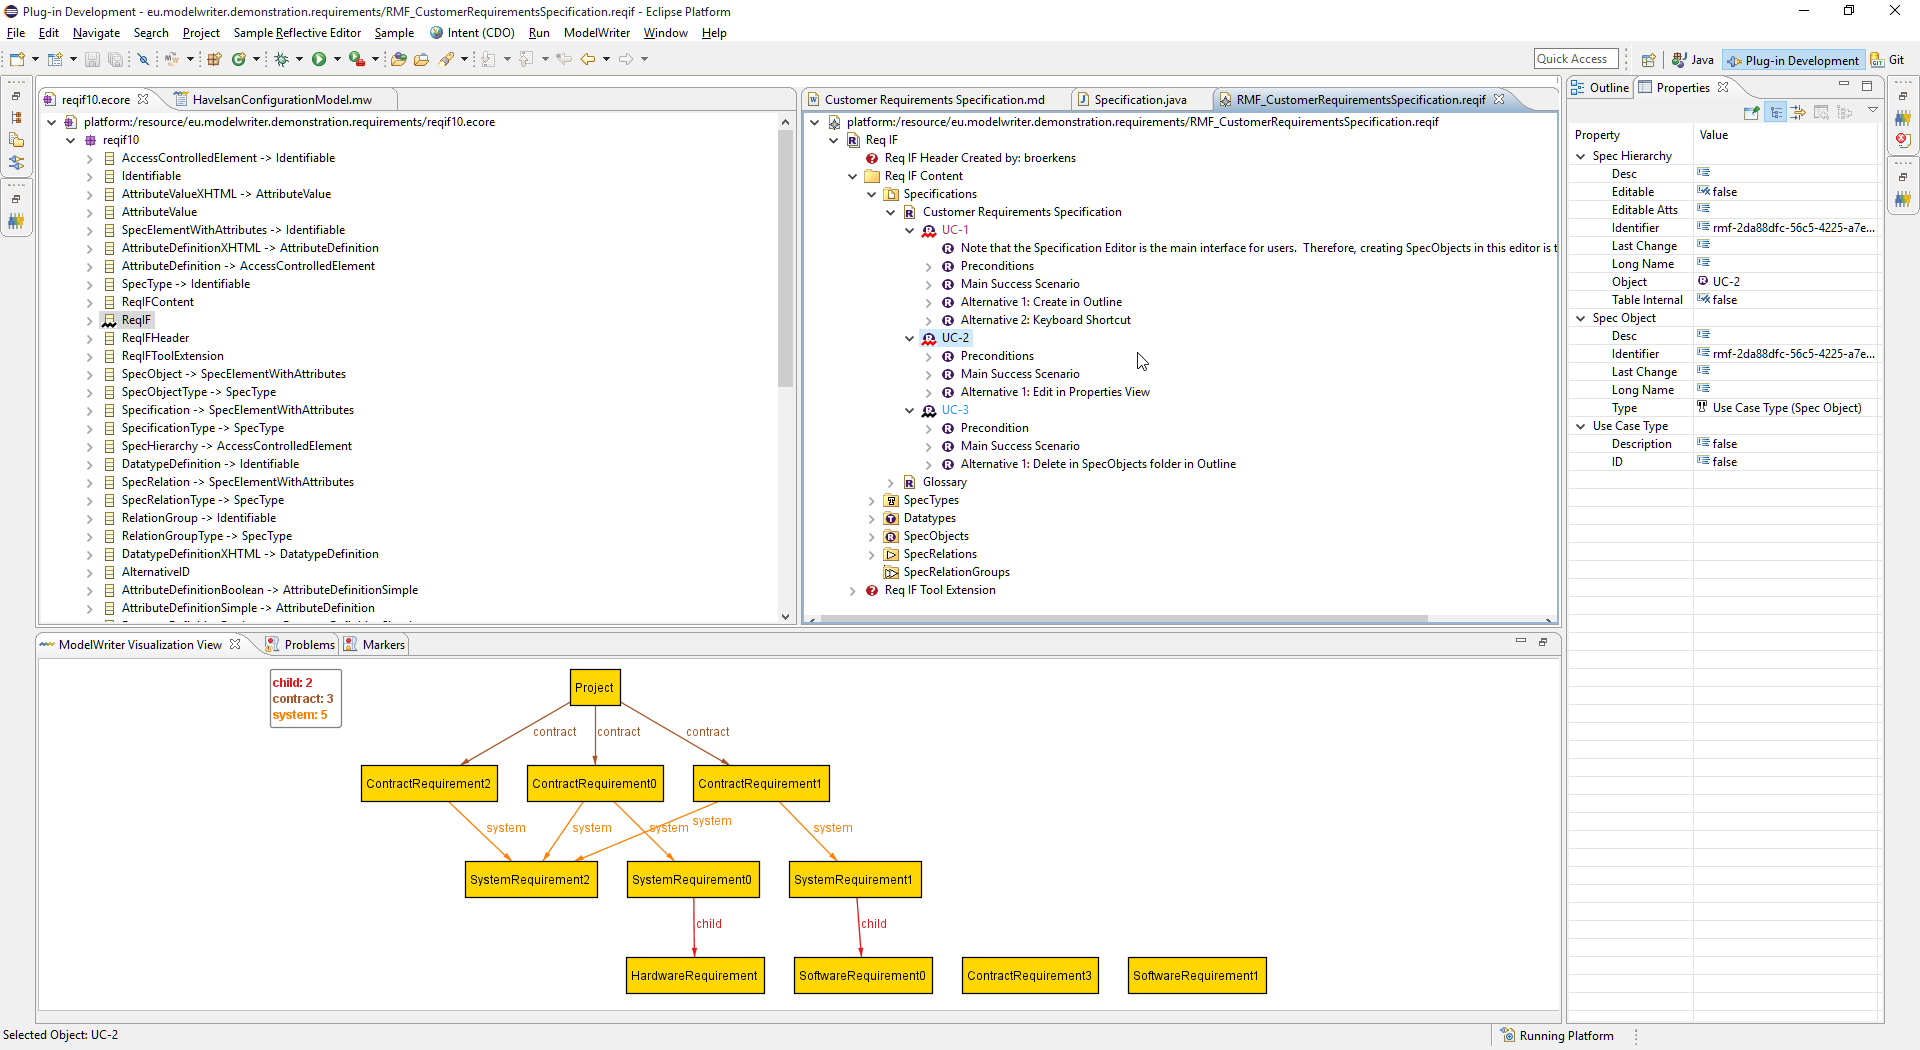 Plug-in Development - eu.modelwriter.demonstration.requirements/RMF_CustomerRequirementsSpecification.reqif - Eclipse Platform
File Edit Navigate Search Project Sample Reflective Editor Sample Intent (CDO) Run ModelWriter Window Help
Quick Access
Java
Plug-in Development
Git
reqif10.ecore
HavelsanConfigurationModel.mw
platform:/resource/eu.modelwriter.demonstration.requirements/reqif10.ecore
reqif10
AccessControlledElement -> Identifiable
Identifiable
AttributeValueXHTML -> AttributeValue
AttributeValue
SpecElementWithAttributes -> Identifiable
AttributeDefinitionXHTML -> AttributeDefinition
AttributeDefinition -> AccessControlledElement
SpecType -> Identifiable
ReqIFContent
ReqIF
ReqIFHeader
ReqIFToolExtension
SpecObject -> SpecElementWithAttributes
SpecObjectType -> SpecType
Specification -> SpecElementWithAttributes
SpecificationType -> SpecType
SpecHierarchy -> AccessControlledElement
DatatypeDefinition -> Identifiable
SpecRelation -> SpecElementWithAttributes
SpecRelationType -> SpecType
RelationGroup -> Identifiable
RelationGroupType -> SpecType
DatatypeDefinitionXHTML -> DatatypeDefinition
AlternativeID
AttributeDefinitionBoolean -> AttributeDefinitionSimple
AttributeDefinitionSimple -> AttributeDefinition
Customer Requirements Specification.md
Specification.java
RMF_CustomerRequirementsSpecification.reqif
platform:/resource/eu.modelwriter.demonstration.requirements/RMF_CustomerRequirementsSpecification.reqif
Req IF
Req IF Header Created by: broerkens
Req IF Content
Specifications
Customer Requirements Specification
UC-1
Note that the Specification Editor is the main interface for users.  Therefore, creating SpecObjects in this editor is t
Preconditions
Main Success Scenario
Alternative 1: Create in Outline
Alternative 2: Keyboard Shortcut
UC-2
Preconditions
Main Success Scenario
Alternative 1: Edit in Properties View
UC-3
Precondition
Main Success Scenario
Alternative 1: Delete in SpecObjects folder in Outline
Glossary
SpecTypes
Datatypes
SpecObjects
SpecRelations
SpecRelationGroups
Req IF Tool Extension
Outline
Properties
Property Value
Spec Hierarchy
Desc
Editable false
Editable Atts
Identifier rmf-2da88dfc-56c5-4225-a7e...
Last Change
Long Name
Object UC-2
Table Internal false
Spec Object
Desc
Identifier rmf-2da88dfc-56c5-4225-a7e...
Last Change
Long Name
Type Use Case Type (Spec Object)
Use Case Type
Description false
ID false
ModelWriter Visualization View
Problems
Markers
child: 2
contract: 3
system: 5
Project
contract contract contract
ContractRequirement2 ContractRequirement0 ContractRequirement1
system system system system system
SystemRequirement2 SystemRequirement0 SystemRequirement1
child child
HardwareRequirement SoftwareRequirement0 ContractRequirement3 SoftwareRequirement1
Selected Object: UC-2
Running Platform